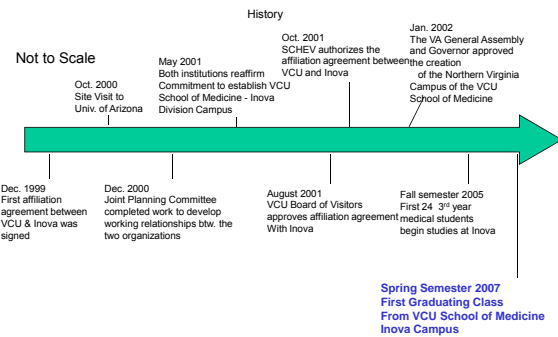 History
Not to Scale
Oct. 2000
Site Visit to
Univ. of Arizona
May 2001
Both institutions reaffirm
Commitment to establish VCU
School of Medicine - Inova
Division Campus
Oct. 2001
SCHEV authorizes the
affiliation agreement between
VCU and Inova
Jan. 2002
The VA General Assembly
and Governor approved
the creation
of the Northern Virginia
Campus of the VCU
School of Medicine
Dec. 1999
First affiliation
agreement between
VCU & Inova was
signed
Dec. 2000
Joint Planning Committee
completed work to develop
working relationships btw. the
two organizations
August 2001
VCU Board of Visitors
approves affiliation agreement
With Inova
Fall semester 2005
First 24 3rd year
medical students
begin studies at Inova
Spring Semester 2007
First Graduating Class
From VCU School of Medicine
Inova Campus